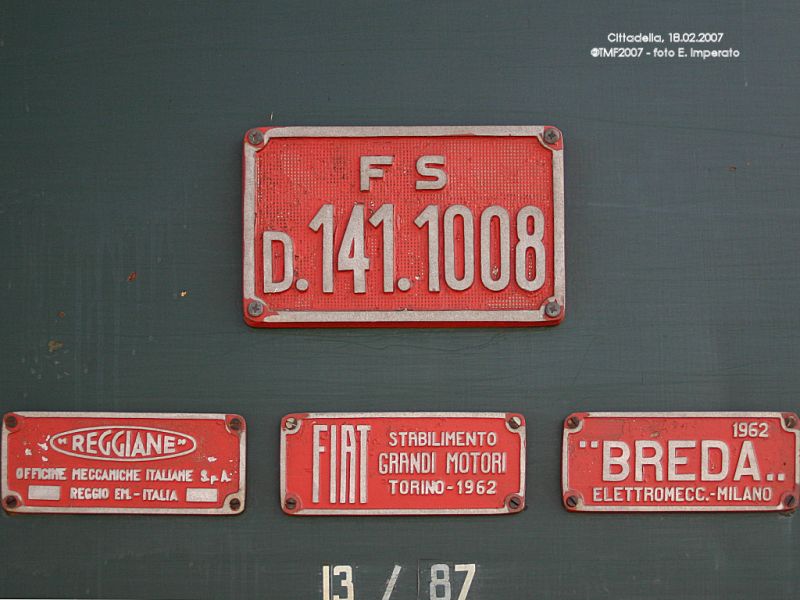 Cittadella, 18.02.2007
©TMF2007 - foto E. Imperato
FS
D.141.1008
"REGGIANE"
OFFICINE MECCANICHE ITALIANE S.p.A.
REGGIO EM.-ITALIA
FIAT
STABILIMENTO
GRANDI MOTORI
TORINO-1962
1962
"BREDA„
ELETTROMECC.-MILANO
13 / 87